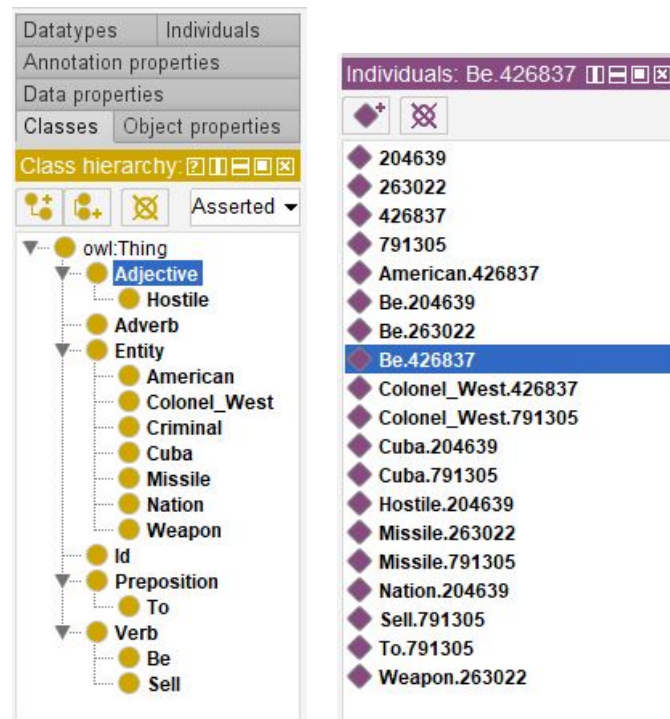 Datatypes Individuals
Annotation properties
Data properties
Classes Object properties
Class hierarchy:
Asserted
owl:Thing
Adjective
Hostile
Adverb
Entity
American
Colonel_West
Criminal
Cuba
Missile
Nation
Weapon
Id
Preposition
To
Verb
Be
Sell
Individuals: Be.426837
204639
263022
426837
791305
American.426837
Be.204639
Be.263022
Be.426837
Colonel_West.426837
Colonel_West.791305
Cuba.204639
Cuba.791305
Hostile.204639
Missile.263022
Missile.791305
Nation.204639
Sell.791305
To.791305
Weapon.263022